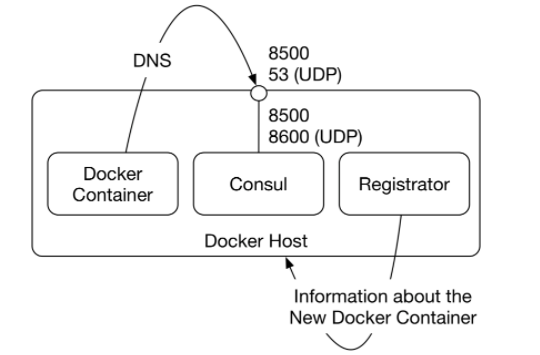 DNS
8500
53 (UDP)
8500
8600 (UDP)
Docker
Container
Consul
Registrator
Docker Host
Information about the
New Docker Container